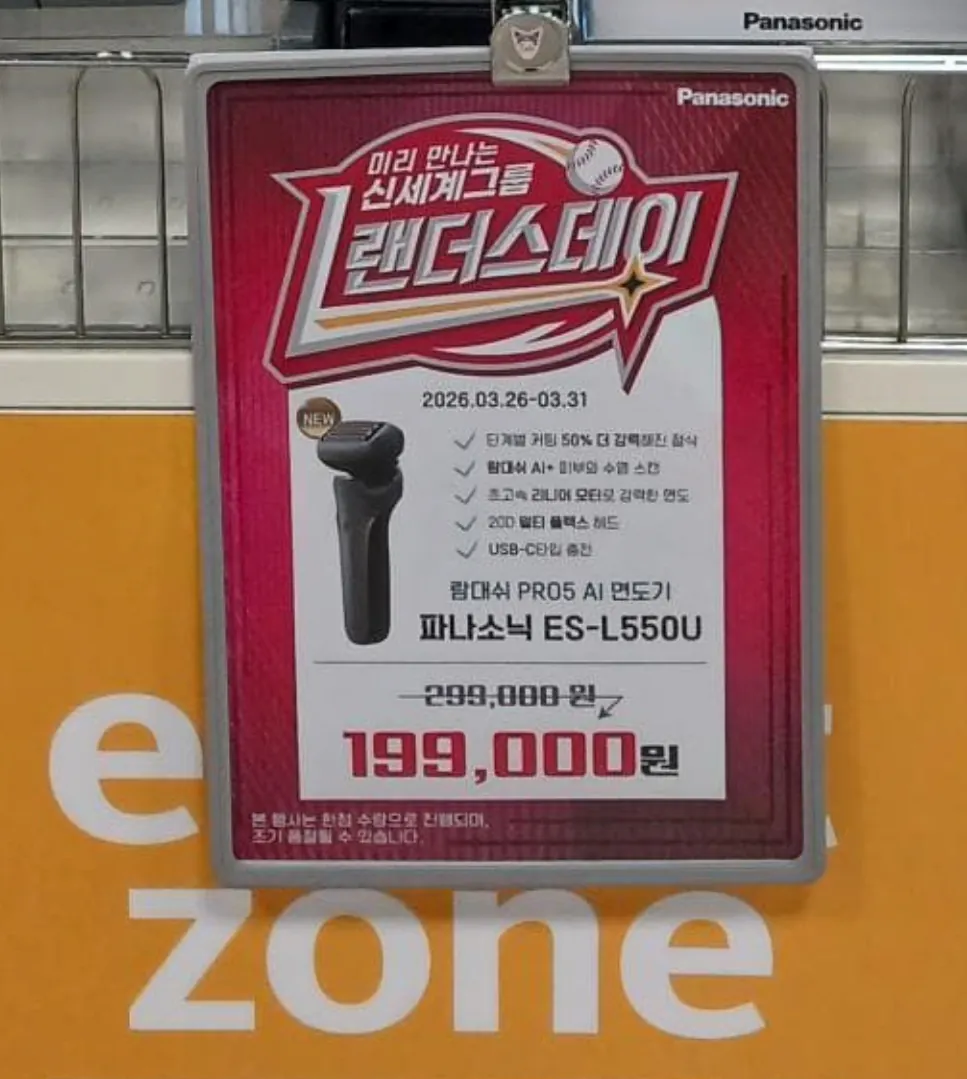 Panasonic
Panasonic
미리 만나는
신세계그룹
랜더스데이
2026.03.26-03.31
NEW
단계별 커팅 50% 더 강력해진 절삭
람대쉬 AI+ 피부와 수염 스캔
초고속 리니어 모터로 강력한 면도
20D 멀티 플렉스 헤드
USB-C타입 충전
람대쉬 PRO5 AI 면도기
파나소닉 ES-L550U
299,000 원
199,000원
본 행사는 한정 수량으로 진행되며,
조기 품절될 수 있습니다.
zone